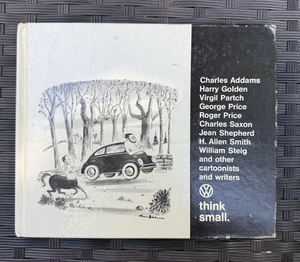 Charles Addams
Harry Golden
Virgil Partch
George Price
Roger Price
Charles Saxon
Jean Shepherd
H. Allen Smith
William Steig
and other
cartoonists
and writers
think
small.